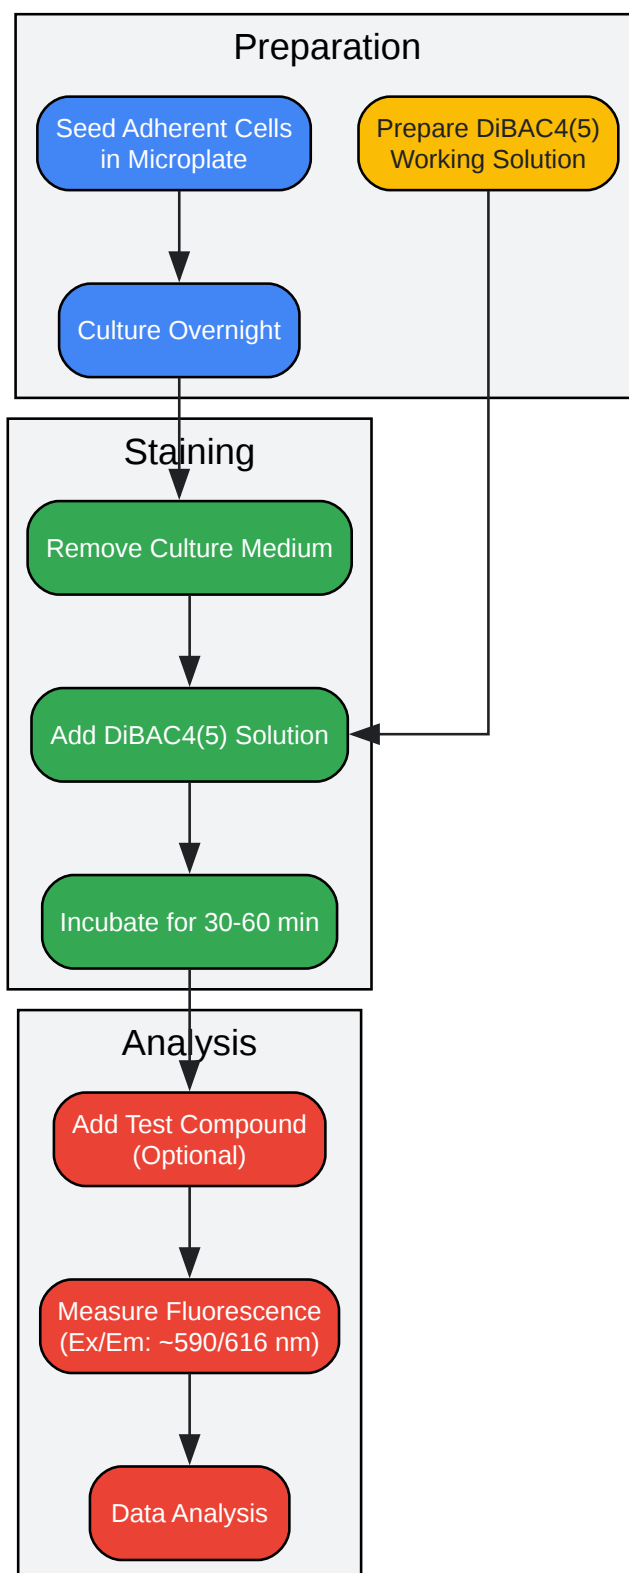 Preparation
Seed Adherent Cells
in Microplate
Prepare DiBAC4(5)
Working Solution
Culture Overnight
Staining
Remove Culture Medium
Add DiBAC4(5) Solution
Incubate for 30-60 min
Analysis
Add Test Compound
(Optional)
Measure Fluorescence
(Ex/Em: ~590/616 nm)
Data Analysis